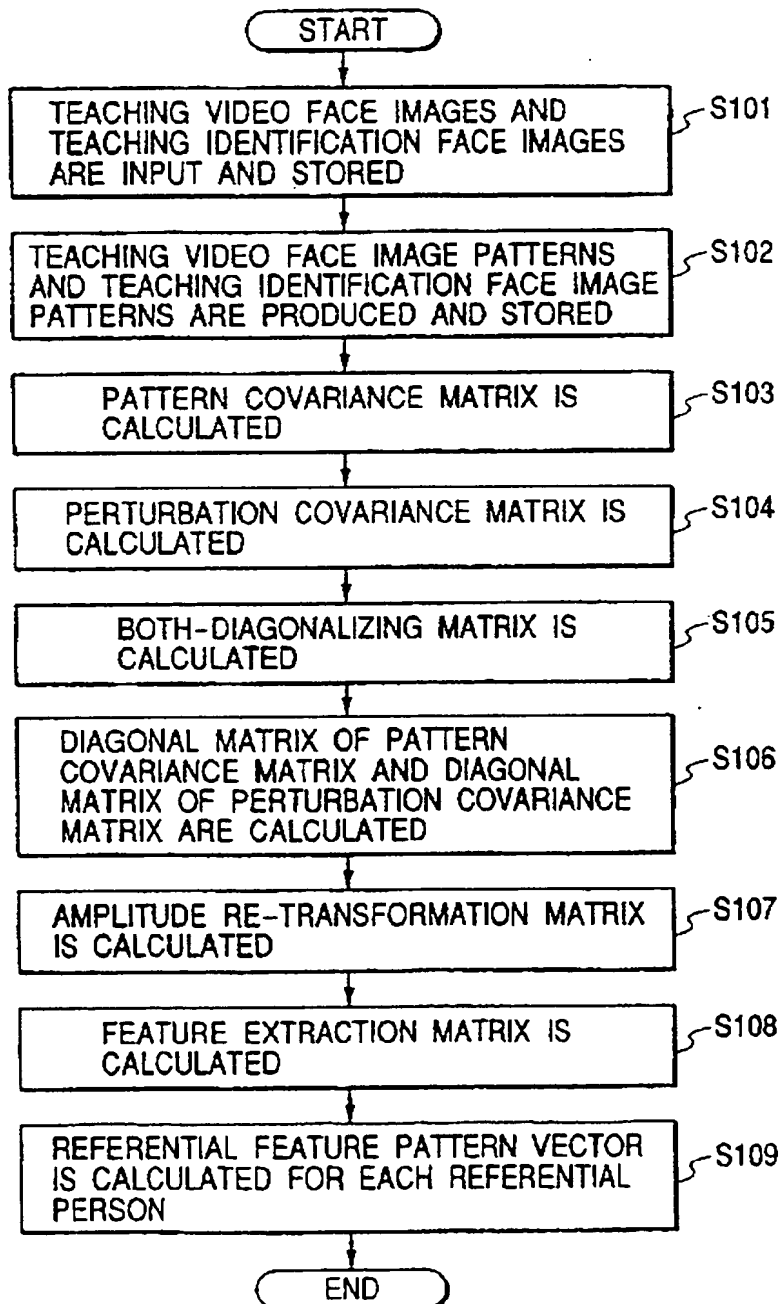 START
TEACHING VIDEO FACE IMAGES AND
TEACHING IDENTIFICATION FACE IMAGES
ARE INPUT AND STORED
S101
TEACHING VIDEO FACE IMAGE PATTERNS
AND TEACHING IDENTIFICATION FACE IMAGE
PATTERNS ARE PRODUCED AND STORED
S102
PATTERN COVARIANCE MATRIX IS
CALCULATED
S103
PERTURBATION COVARIANCE MATRIX IS
CALCULATED
S104
BOTH-DIAGONALIZING MATRIX IS
CALCULATED
S105
DIAGONAL MATRIX OF PATTERN
COVARIANCE MATRIX AND DIAGONAL
MATRIX OF PERTURBATION COVARIANCE
MATRIX ARE CALCULATED
S106
AMPLITUDE RE-TRANSFORMATION MATRIX
IS CALCULATED
S107
FEATURE EXTRACTION MATRIX IS
CALCULATED
S108
REFERENTIAL FEATURE PATTERN VECTOR
IS CALCULATED FOR EACH REFERENTIAL
PERSON
S109
END